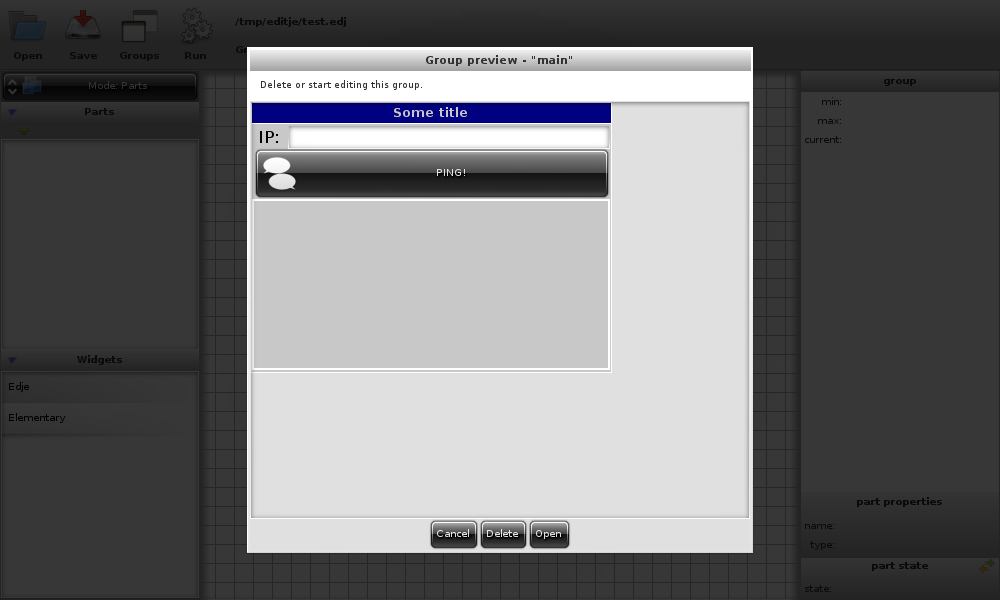 /tmp/editje/test.edj
Open Save Groups Run
Group preview - "main"
Mode: Parts
Delete or start editing this group.
group
Parts
Some title
min:
max:
IP:
current:
PING!
Widgets
Edje
Elementary
part properties
name:
Cancel Delete Open
type:
part state
state: